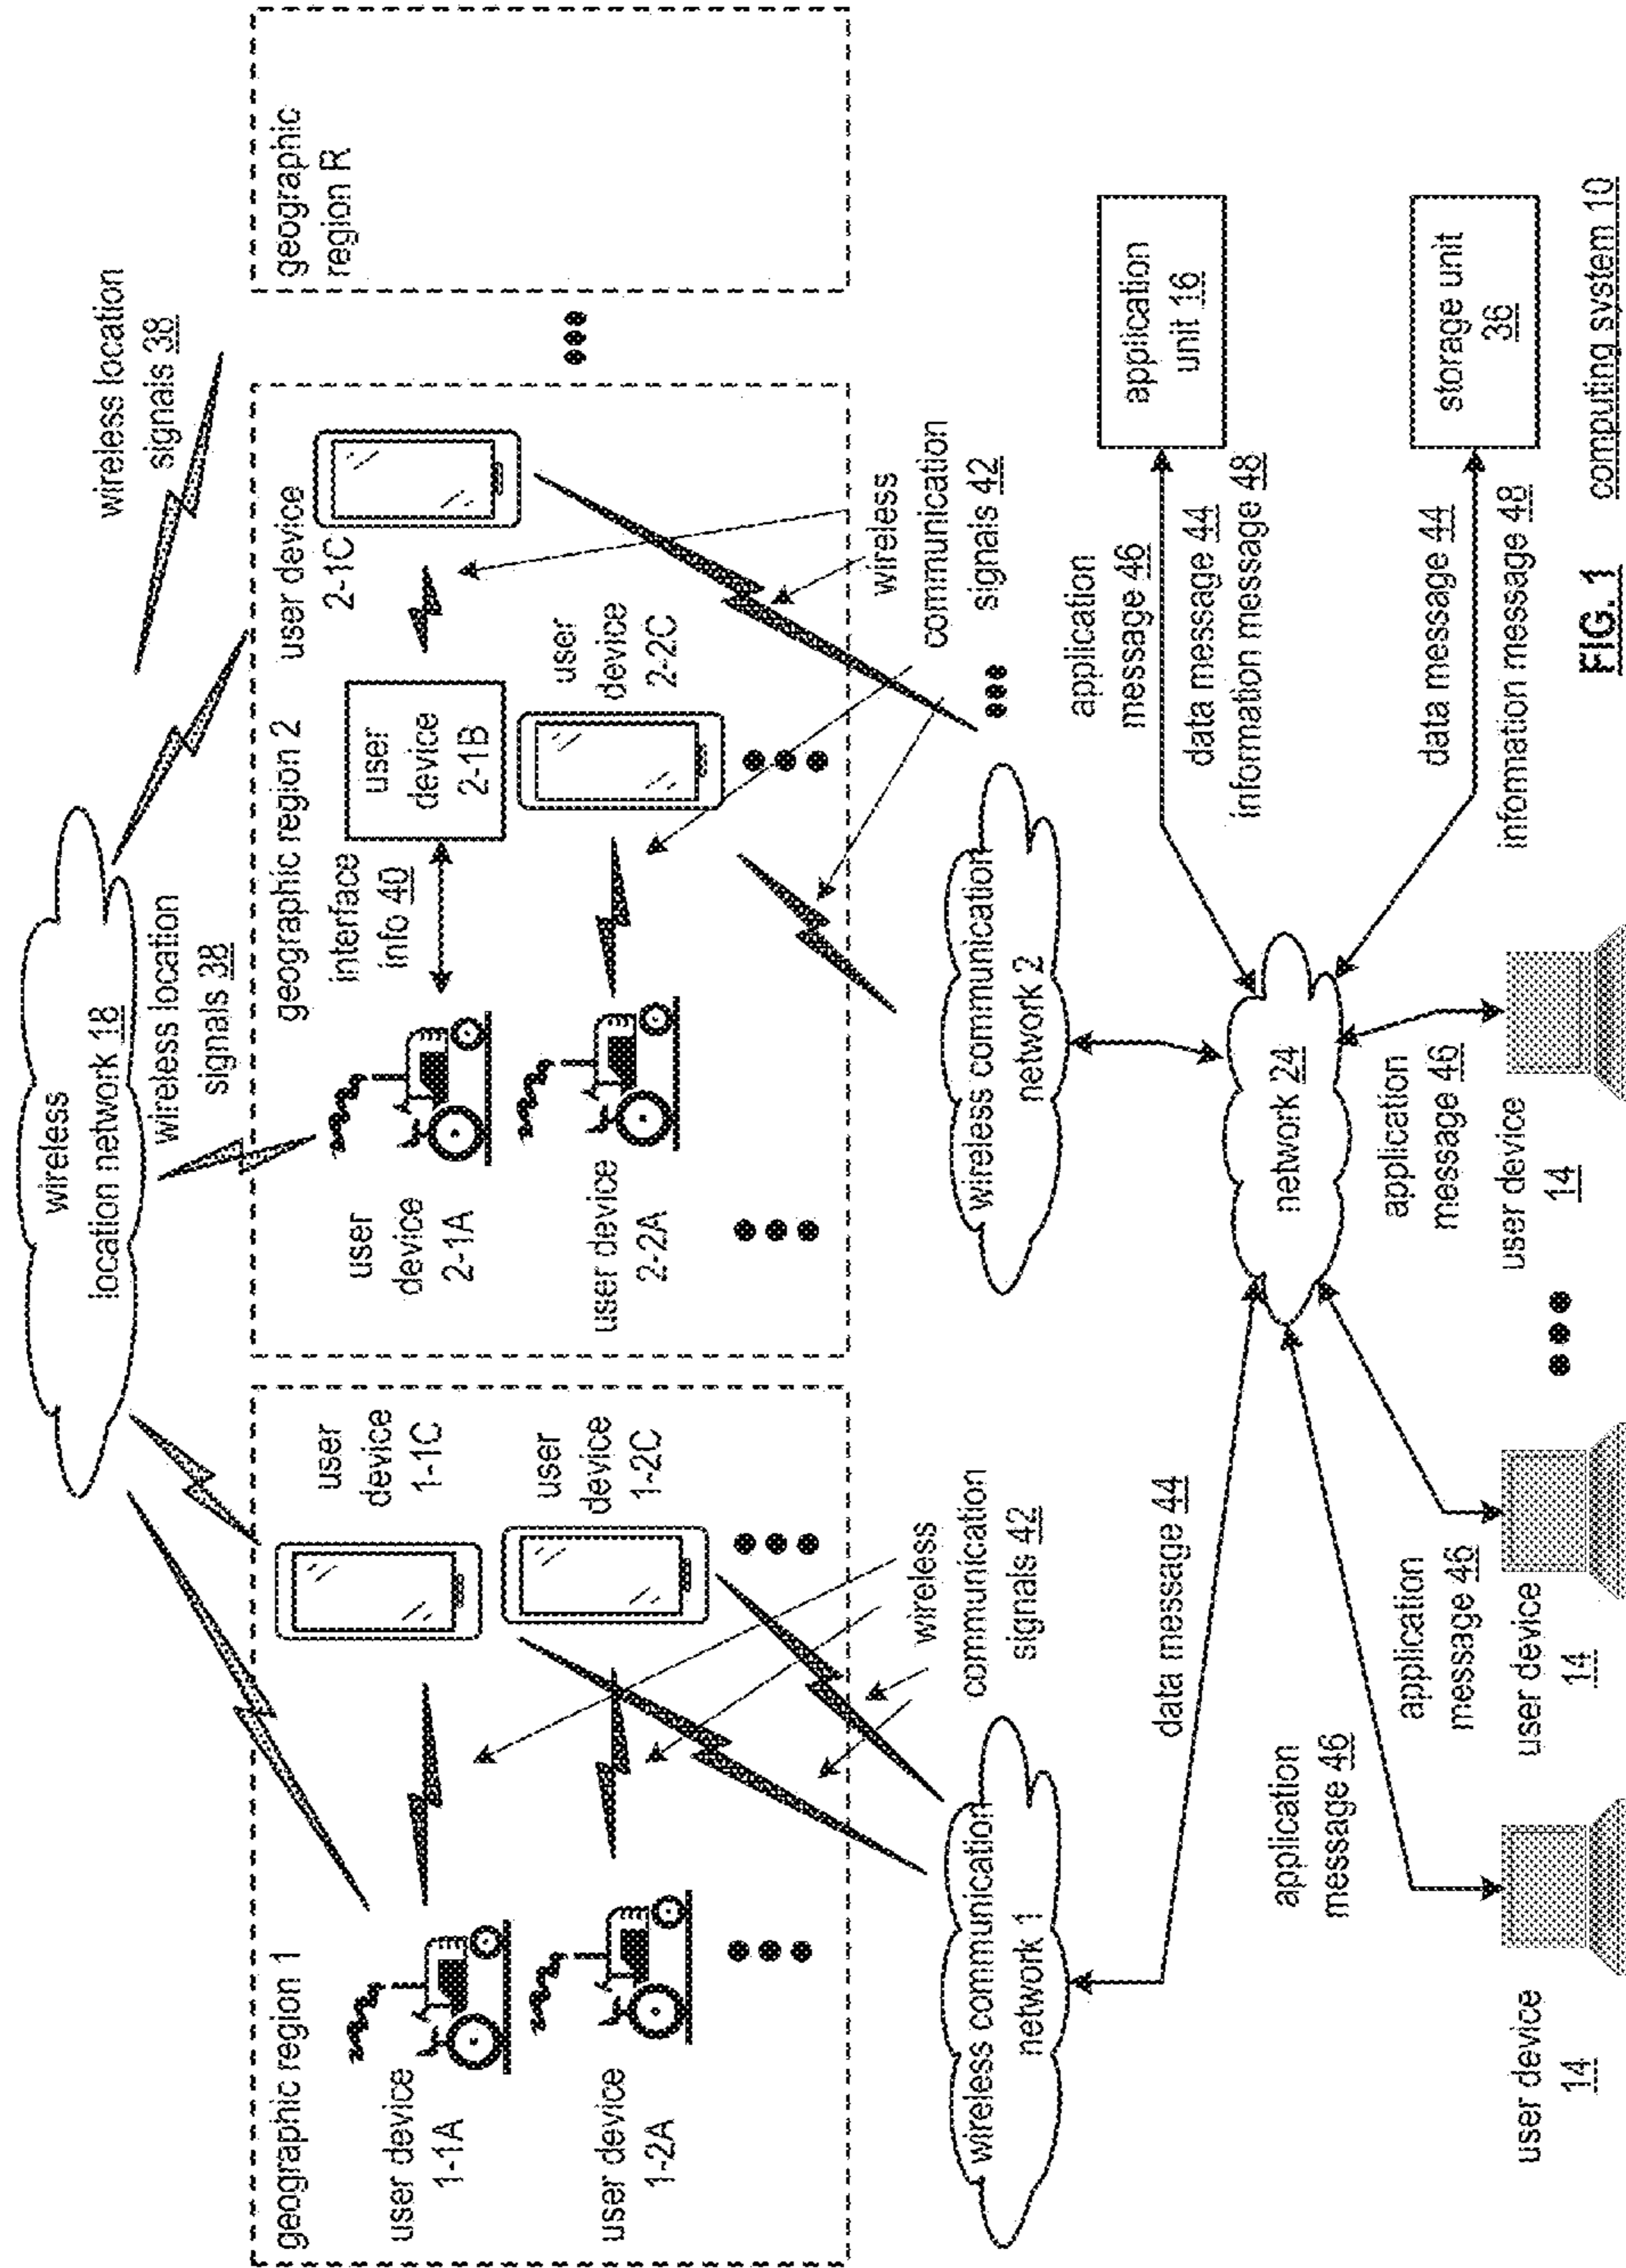 wireless
location network 18
wireless location
signals 38
wireless location
signals 38
geographic region 1
user device
1-1A
user
device
1-1C
user device
1-2A
user
device
1-2C
wireless
communication
signals 42
geographic region 2
user
device
2-1A
interface
info 40
user
device
2-1B
user device
2-1C
user device
2-2A
user
device
2-2C
wireless
communication
signals 42
geographic
region R
wireless communication
network 1
wireless communication
network 2
data message 44
network 24
application
message 46
data message 44
information message 48
application
unit 16
data message 44
information message 48
storage unit
36
application
message 46
application
message 46
application
message 46
user device
14
user device
14
user device
14
FIG. 1
computing system 10